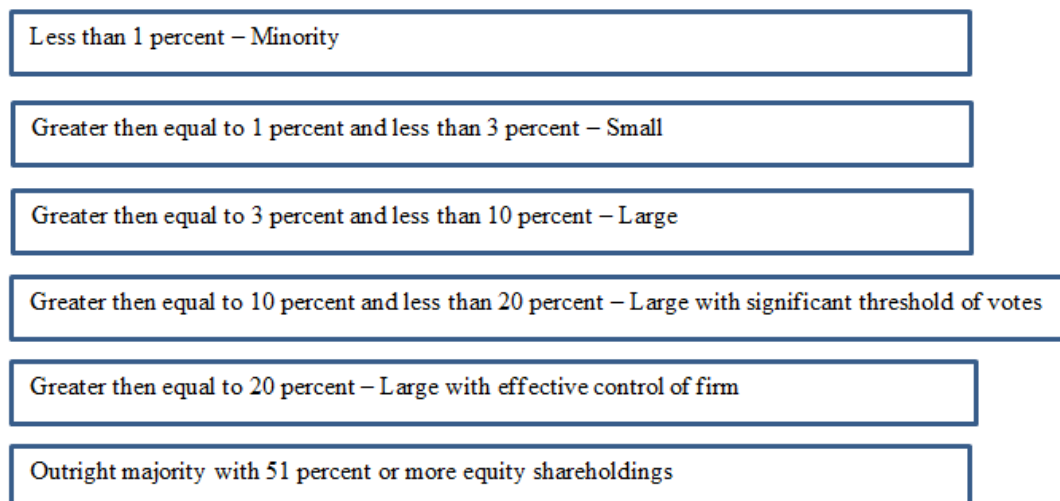 Less than 1 percent – Minority
Greater then equal to 1 percent and less than 3 percent – Small
Greater then equal to 3 percent and less than 10 percent – Large
Greater then equal to 10 percent and less than 20 percent – Large with significant threshold of votes
Greater then equal to 20 percent – Large with effective control of firm
Outright majority with 51 percent or more equity shareholdings